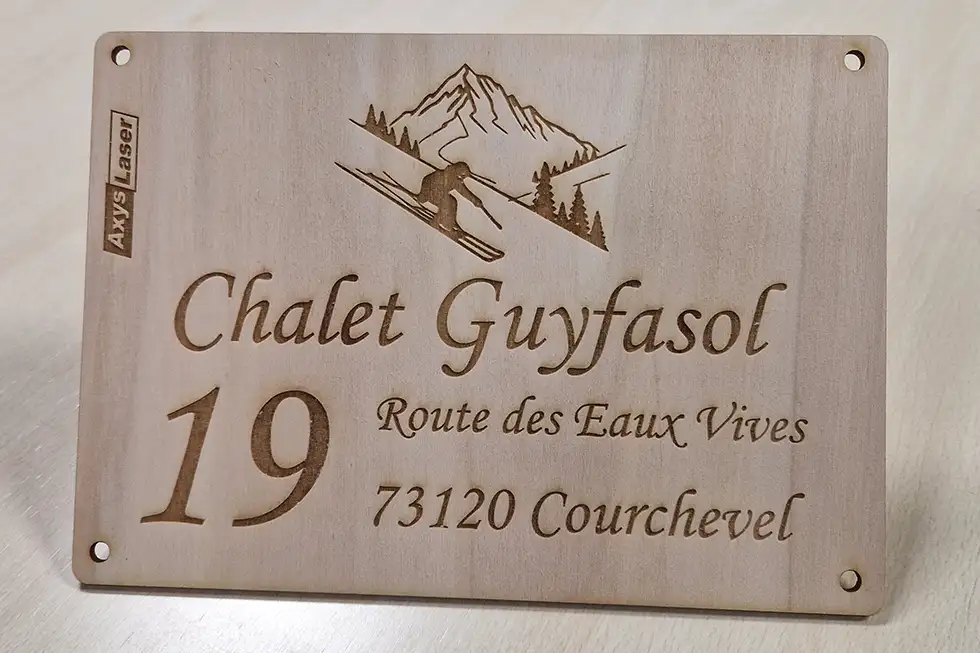 Axys Laser
Chalet Guyfasol
19
Route des Eaux Vives
73120 Courchevel